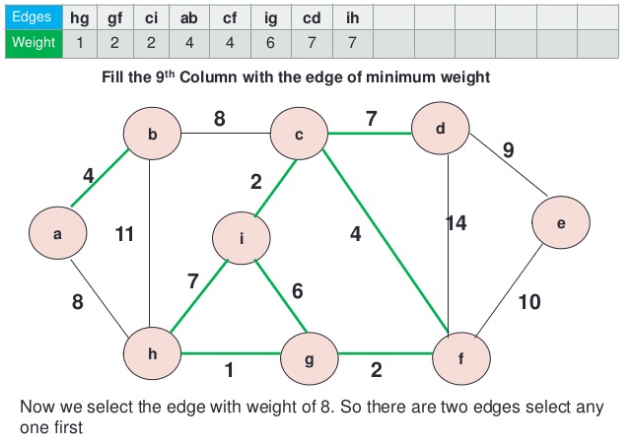 Edges hg gf ci ab cf ig cd ih
Weight 1 2 2 4 4 6 7 7
Fill the 9th Column with the edge of minimum weight
b 8 c 7 d
9
4
2
a 11 i 4 14 e
7 6
8 10
h 1 g 2 f
Now we select the edge with weight of 8. So there are two edges select any
one first